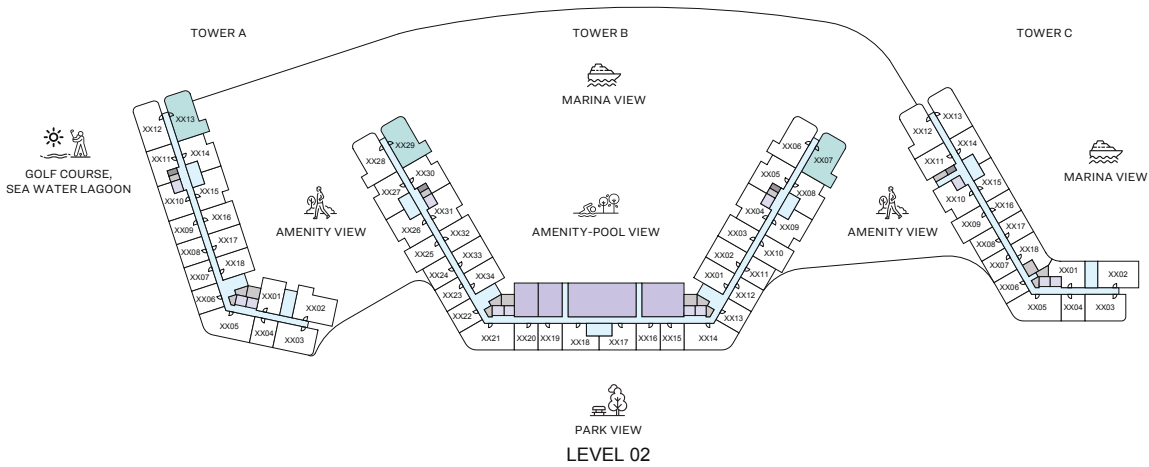 TOWER A
TOWER B
TOWER C
MARINA VIEW
GOLF COURSE,
SEA WATER LAGOON
AMENITY VIEW
AMENITY-POOL VIEW
AMENITY VIEW
MARINA VIEW
XX12
XX13
XX11
XX14
XX10
XX15
XX09
XX16
XX08
XX17
XX07
XX18
XX06
XX01
XX02
XX05
XX04
XX03
XX28
XX29
XX27
XX30
XX26
XX31
XX25
XX32
XX24
XX33
XX23
XX34
XX22
XX21
XX20
XX19
XX18
XX17
XX16
XX15
XX14
XX06
XX07
XX05
XX08
XX04
XX09
XX03
XX10
XX02
XX11
XX01
XX12
XX13
XX12
XX13
XX11
XX14
XX10
XX15
XX09
XX16
XX08
XX17
XX07
XX18
XX06
XX01
XX02
XX05
XX04
XX03
PARK VIEW
LEVEL 02